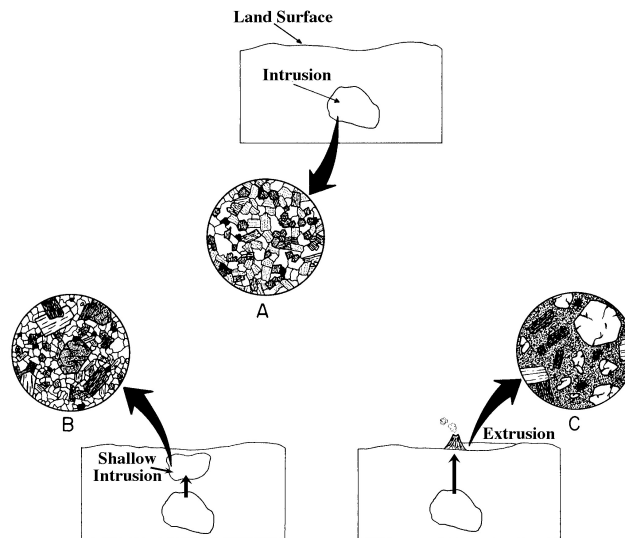 Land Surface
Intrusion
A
B
C
Shallow
Intrusion
Extrusion